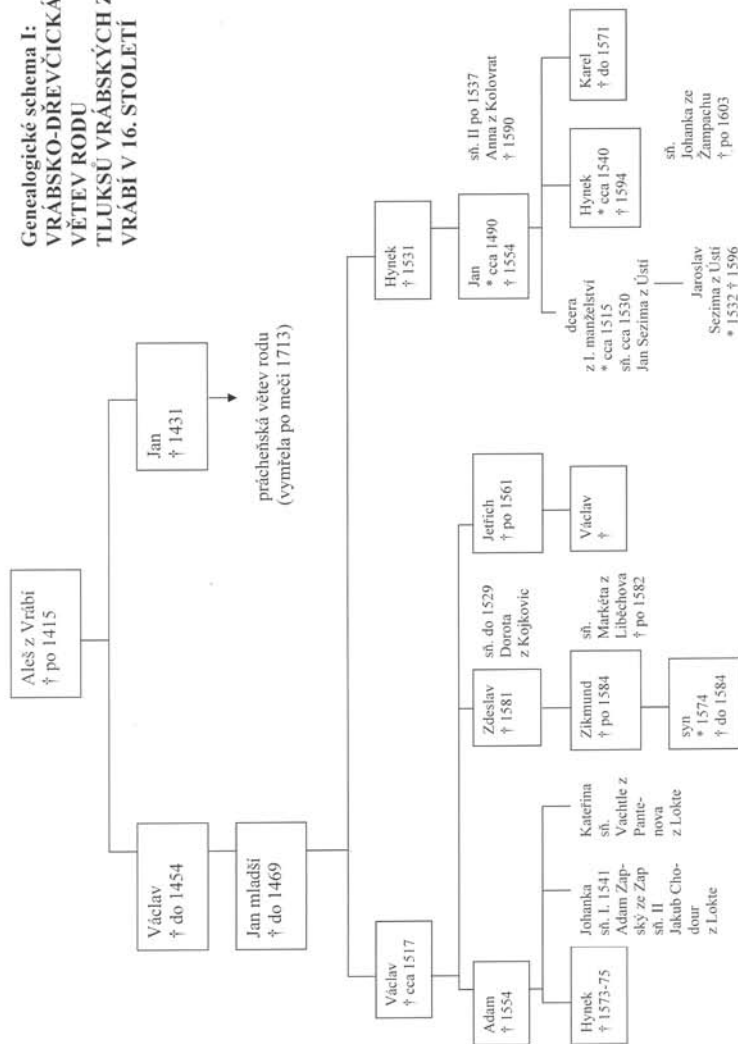 Genealogické schema I:
VRÁBSKO-DŘEVČICKÁ
VĚTEV RODU
TLUKSŮ VRÁBSKÝCH Z
VRÁBÍ V 16. STOLETÍ
Aleš z Vrábí
† po 1415
Václav
† do 1454
Jan
† 1431
prácheňská větev rodu
(vymřela po meči 1713)
Jan mladší
† do 1469
Václav
† cca 1517
Hynek
† 1531
Adam
† 1554
Zdeslav
† 1581
sň. do 1529
Dorota
z Kojkovic
Jetřich
† po 1561
Jan
* cca 1490
† 1554
sň. II po 1537
Anna z Kolovrat
† 1590
Hynek
† 1573-75
Johanka
sň. I. 1541
Adam Zap-
ský ze Zap
sň. II
Jakub Cho-
dour
z Lokte
Kateřina
sň.
Vachtle z
Pante-
nova
z Lokte
Zikmund
† po 1584
sň.
Markéta z
Liběchova
† po 1582
Václav
†
dcera
z I. manželství
* cca 1515
sň. cca 1530
Jan Sezima z Ústí
Hynek
* cca 1540
† 1594
sň.
Johanka ze
Žampachu
† po 1603
Karel
† do 1571
syn
* 1574
† do 1584
Jaroslav
Sezima z Ústí
* 1532 † 1596